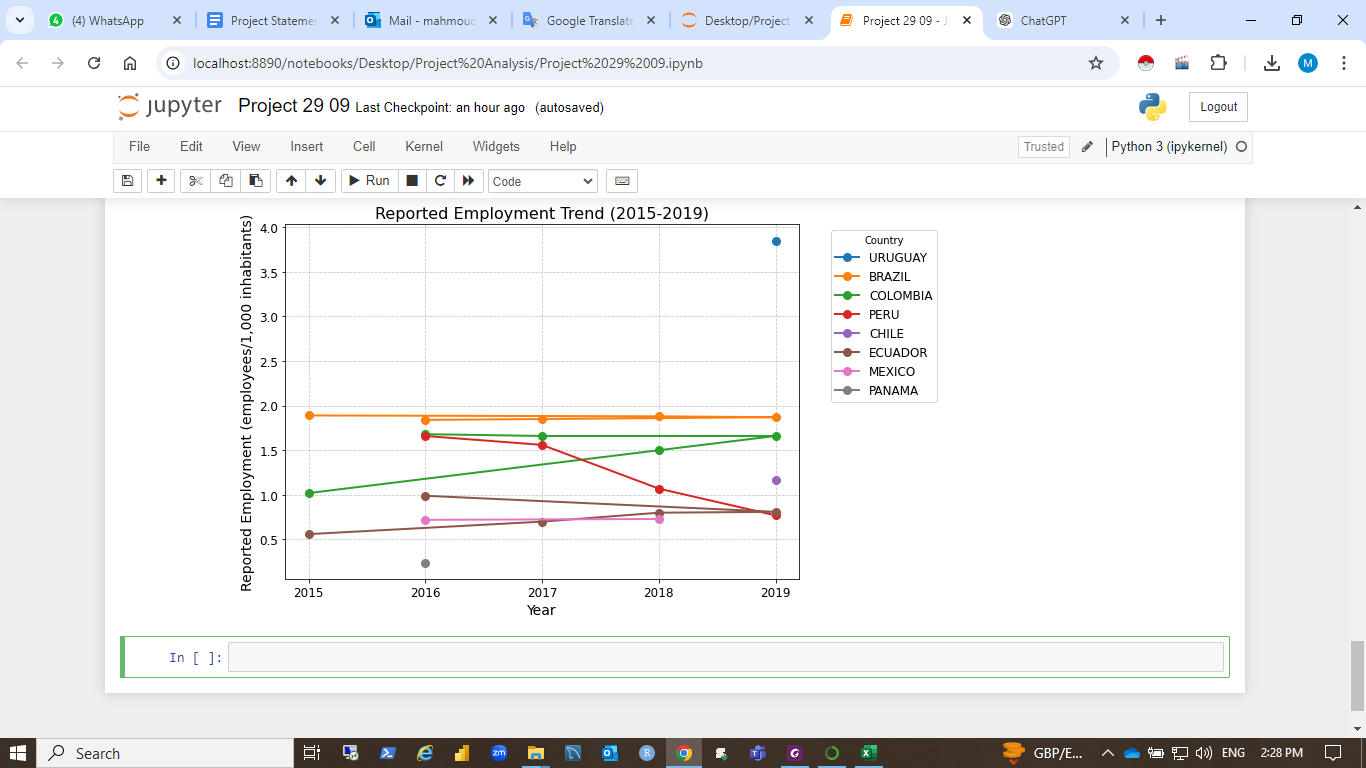 (4) WhatsApp
Project Statemer
Mail - mahmoud
Google Translate
Desktop/Project
Project 29 09 - J
ChatGPT
localhost:8890/notebooks/Desktop/Project%20Analysis/Project%2029%2009.ipynb
M
jupyter Project 29 09 Last Checkpoint: an hour ago (autosaved)
Logout
File Edit View Insert Cell Kernel Widgets Help
Trusted
Python 3 (ipykernel)
Run
Code
Reported Employment Trend (2015-2019)
Reported Employment (employees/1,000 inhabitants)
4.0
3.5
3.0
2.5
2.0
1.5
1.0
0.5
2015 2016 2017 2018 2019
Year
Country
URUGUAY
BRAZIL
COLOMBIA
PERU
CHILE
ECUADOR
MEXICO
PANAMA
In [ ]:
Search
zm
R
GBP/E...
ENG
2:28 PM